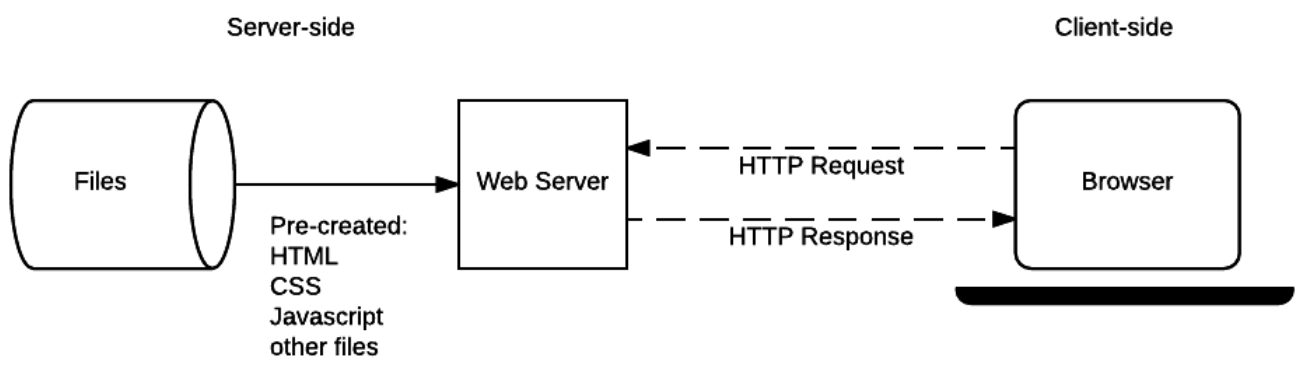 Server-side
Client-side
Files
Web Server
HTTP Request
Browser
HTTP Response
Pre-created:
HTML
CSS
Javascript
other files